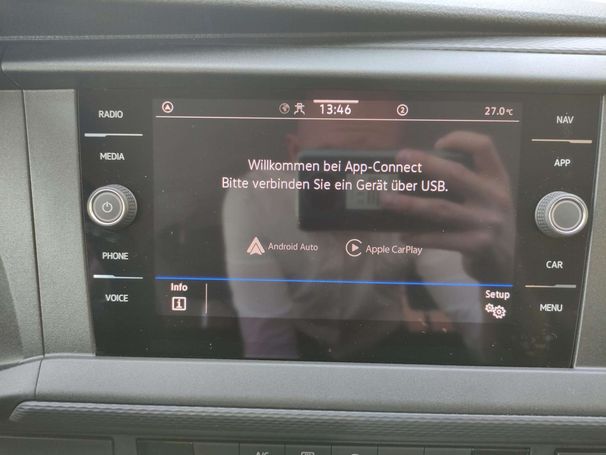 RADIO
MEDIA
PHONE
VOICE
13:46
2
27.0 °C
Willkommen bei App-Connect
Bitte verbinden Sie ein Gerät über USB.
Android Auto
Apple CarPlay
Info
Setup
NAV
APP
CAR
MENU